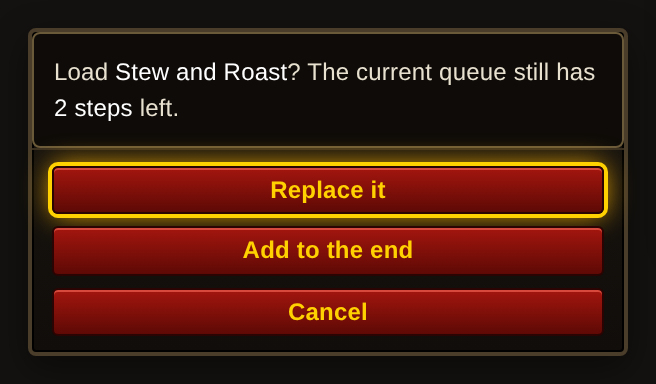 Load Stew and Roast? The current queue still has
2 steps left.
Replace it
Add to the end
Cancel